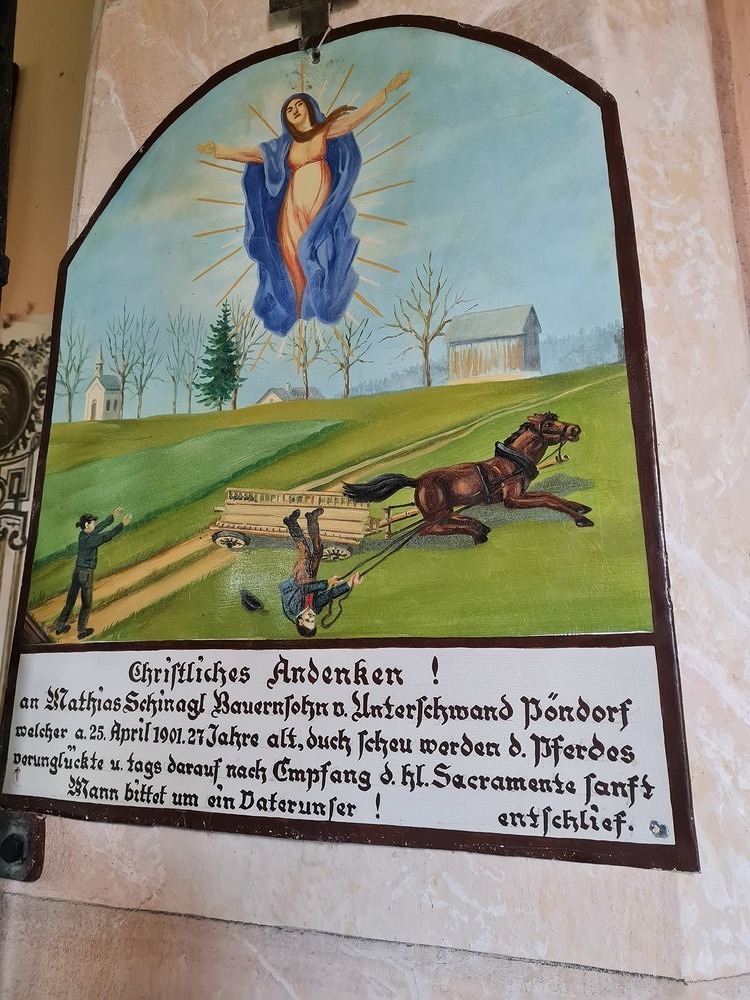 Christliches Andenken !
an Mathias Schinagl Bauernsohn v. Unterschwand Pöndorf
welcher a. 25. April 1901. 27 Jahre alt, duch scheu werden d. Pferdes
verunglückte u. tags darauf nach Empfang d. hl. Sacramente sanft
Mann bittet um ein Vaterunser ! entschlief.